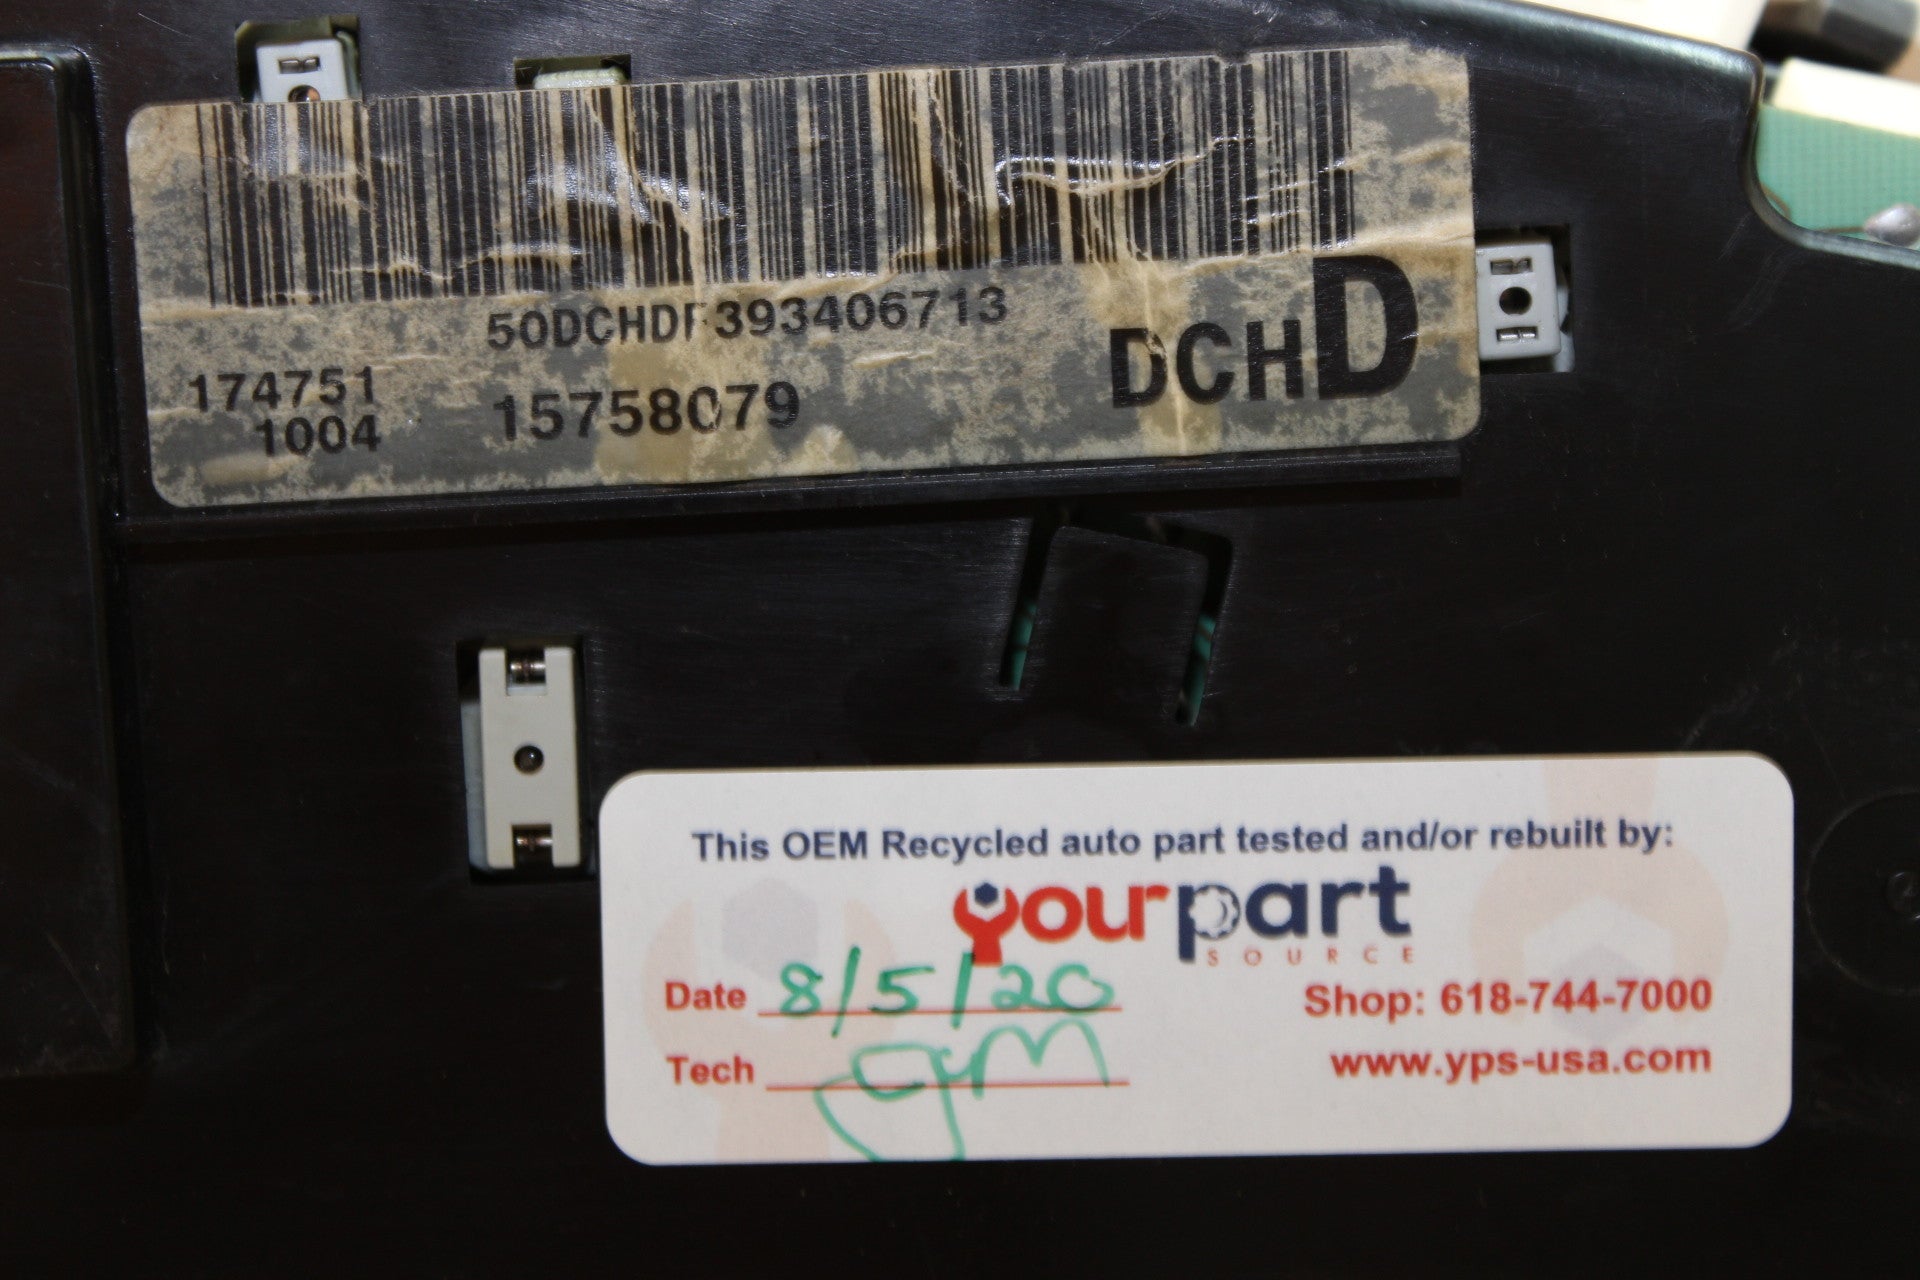 50DCHDF393406713
174751
1004
15758079
DCHD
This OEM Recycled auto part tested and/or rebuilt by:
yourpart
SOURCE
Date 8/5/20
Shop: 618-744-7000
Tech
www.yps-usa.com